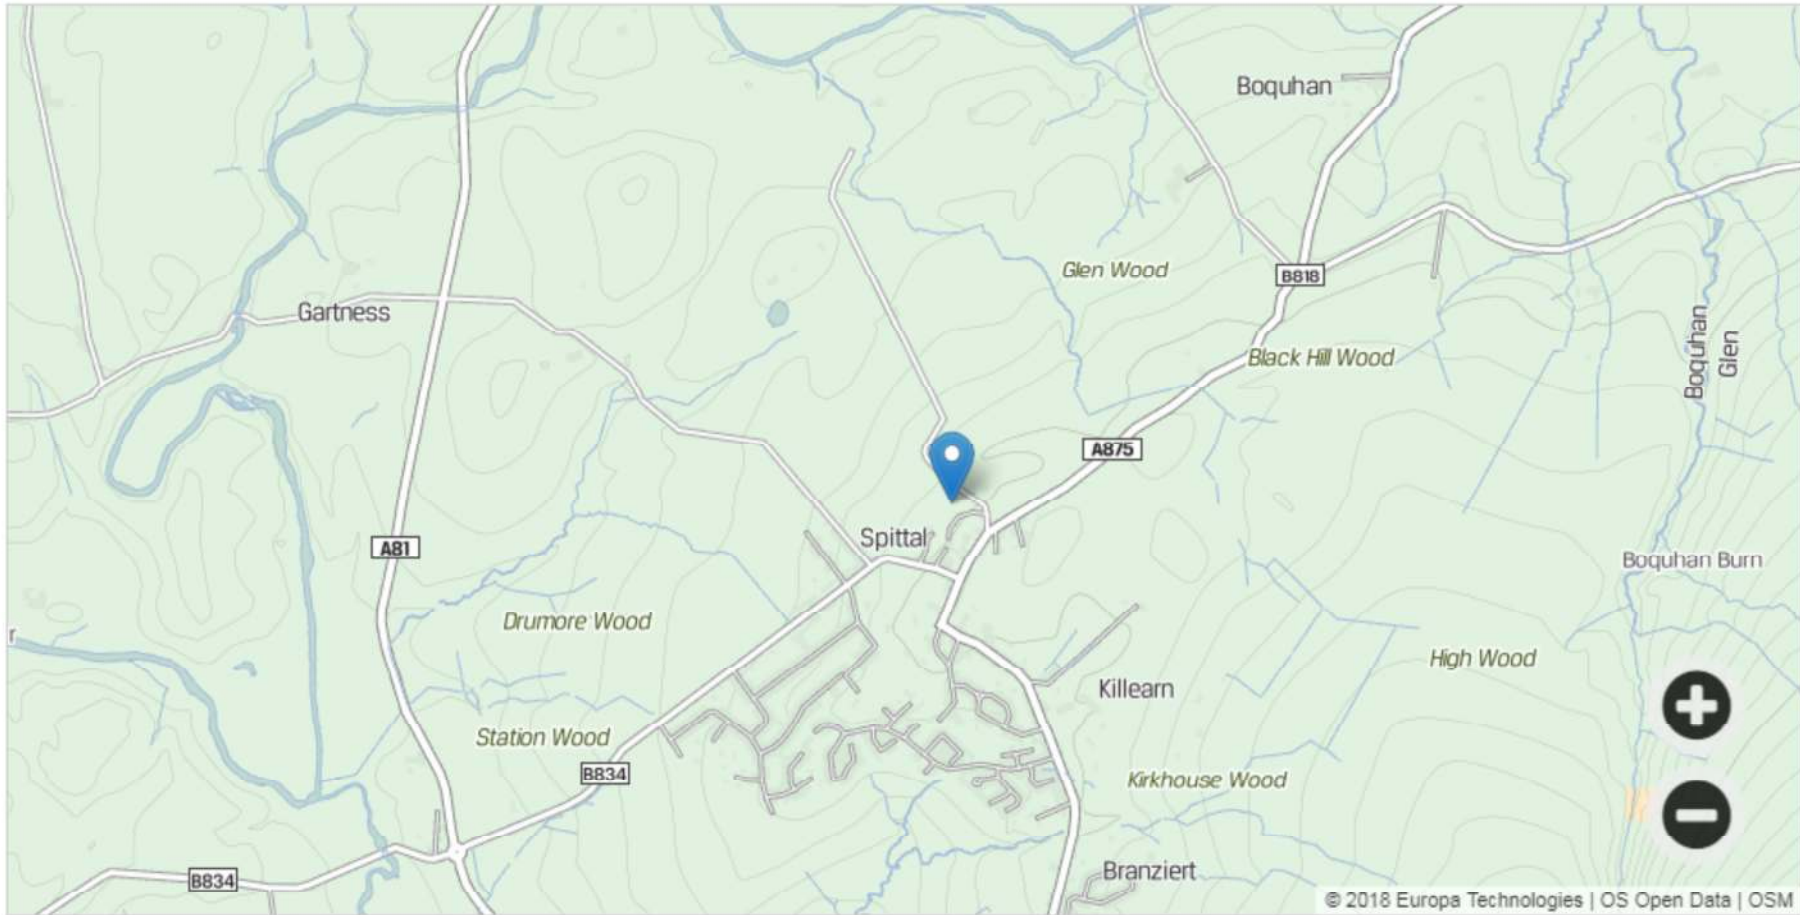 Boquhan
Glen Wood
B818
Gartness
Black Hill Wood
Boquhan
Glen
A875
A81
Spittal
Boquhan Burn
Drumore Wood
r
High Wood
Killearn
Station Wood
B834
Kirkhouse Wood
B834
Branziert
© 2018 Europa Technologies | OS Open Data | OSM